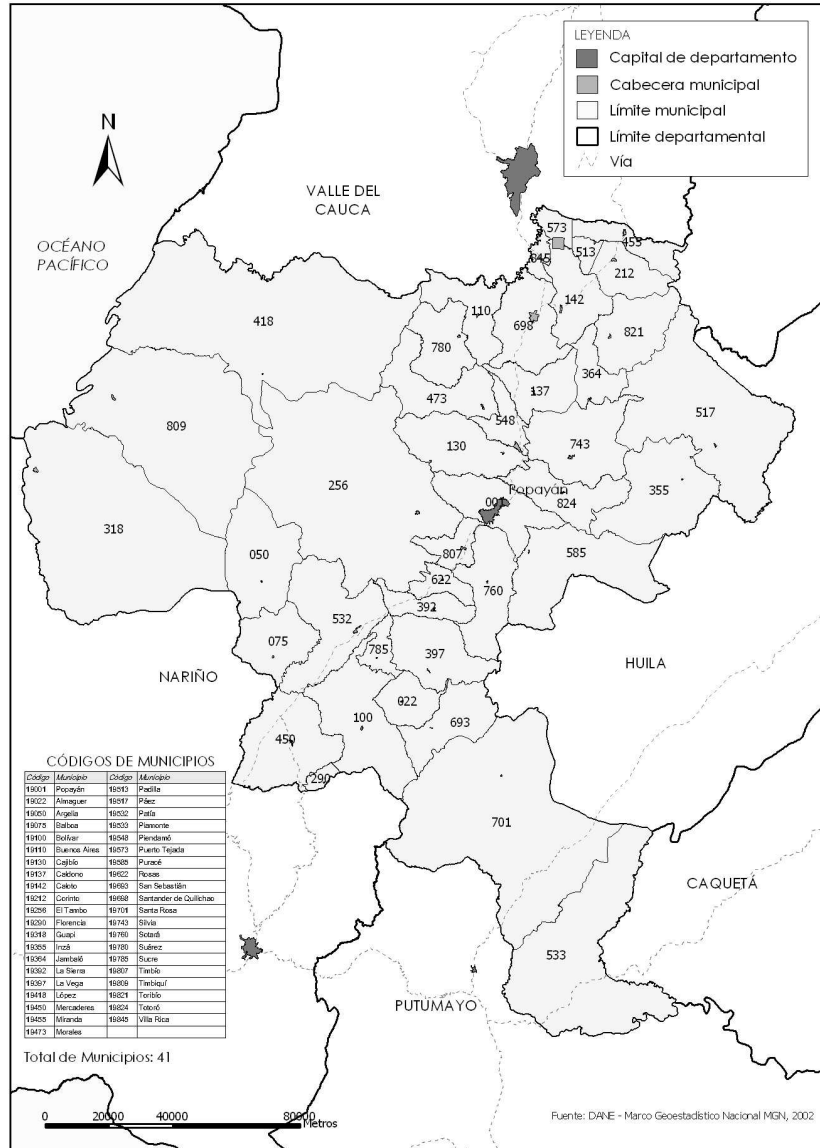 LEYENDA
Capital de departamento
Cabecera municipal
Límite municipal
Límite departamental
Vía
N
VALLE DEL
CAUCA
OCÉANO
PACÍFICO
573
455
845
513
212
418
110
142
698
821
780
364
473
137
517
548
809
130
743
256
355
Popayán
001
824
318
807
585
050
622
760
392
532
075
785
397
HUILA
NARIÑO
022
100
693
450
290
701
CAQUETÁ
533
PUTUMAYO
CÓDIGOS DE MUNICIPIOS
Código Municipio Código Municipio
19001 Popayán 19513 Padilla
19022 Almaguer 19517 Páez
19050 Argelia 19532 Patía
19075 Balboa 19533 Piamonte
19100 Bolívar 19548 Piendamó
19110 Buenos Aires 19573 Puerto Tejada
19130 Cajibío 19585 Puracé
19137 Caldono 19622 Rosas
19142 Caloto 19693 San Sebastián
19212 Corinto 19698 Santander de Quilichao
19256 El Tambo 19701 Santa Rosa
19290 Florencia 19743 Silvia
19318 Guapi 19760 Sotará
19355 Inzá 19780 Suárez
19364 Jambaló 19785 Sucre
19392 La Sierra 19807 Timbío
19397 La Vega 19809 Timbiquí
19418 López 19821 Toribío
19450 Mercaderes 19824 Totoró
19455 Miranda 19845 Villa Rica
19473 Morales
Total de Municipios: 41
0 20000 40000 80000
Metros
Fuente: DANE - Marco Geoestadístico Nacional MGN, 2002